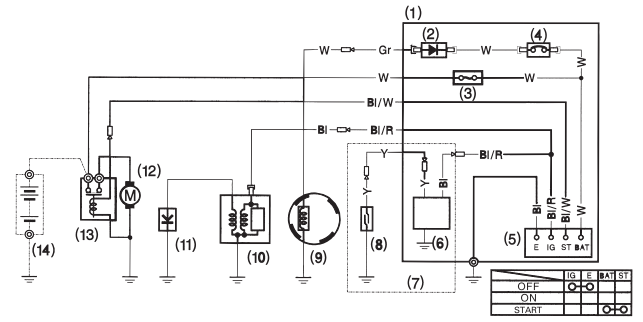 (1)
(2)
(4)
W
Gr
W
W
W
W
W
(3)
Bl/W
Bl
Bl/R
Y
Bl/R
(12)
M
Y
Y
Bl
Bl
Bl/R
Bl/W
W
(13)
(14)
(11)
(10)
(9)
(8)
(6)
(5)
E IG ST BAT
(7)
IG E BAT ST
OFF
ON
START